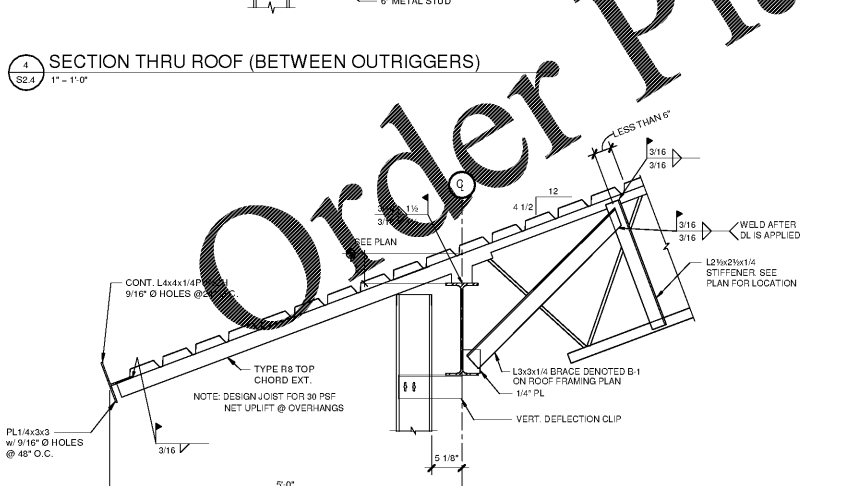 6" METAL STUD
4
S2.4
SECTION THRU ROOF (BETWEEN OUTRIGGERS)
1" = 1'-0"
Order
LESS THAN 6"
3/16
3/16
12
4 1/2
1½
SEE PLAN
3/16
3/16
WELD AFTER
DL IS APPLIED
L2½x2½x1/4
STIFFENER. SEE
PLAN FOR LOCATION
CONT. L4x4x1/4
9/16" Ø HOLES
TYPE R8 TOP
CHORD EXT.
NOTE: DESIGN JOIST FOR 30 PSF
NET UPLIFT @ OVERHANGS
L3x3x1/4 BRACE DENOTED B-1
ON ROOF FRAMING PLAN
1/4" PL
VERT. DEFLECTION CLIP
PL1/4x3x3
w/ 9/16" Ø HOLES
@ 48" O.C.
3/16
5 1/8"
5'-0"